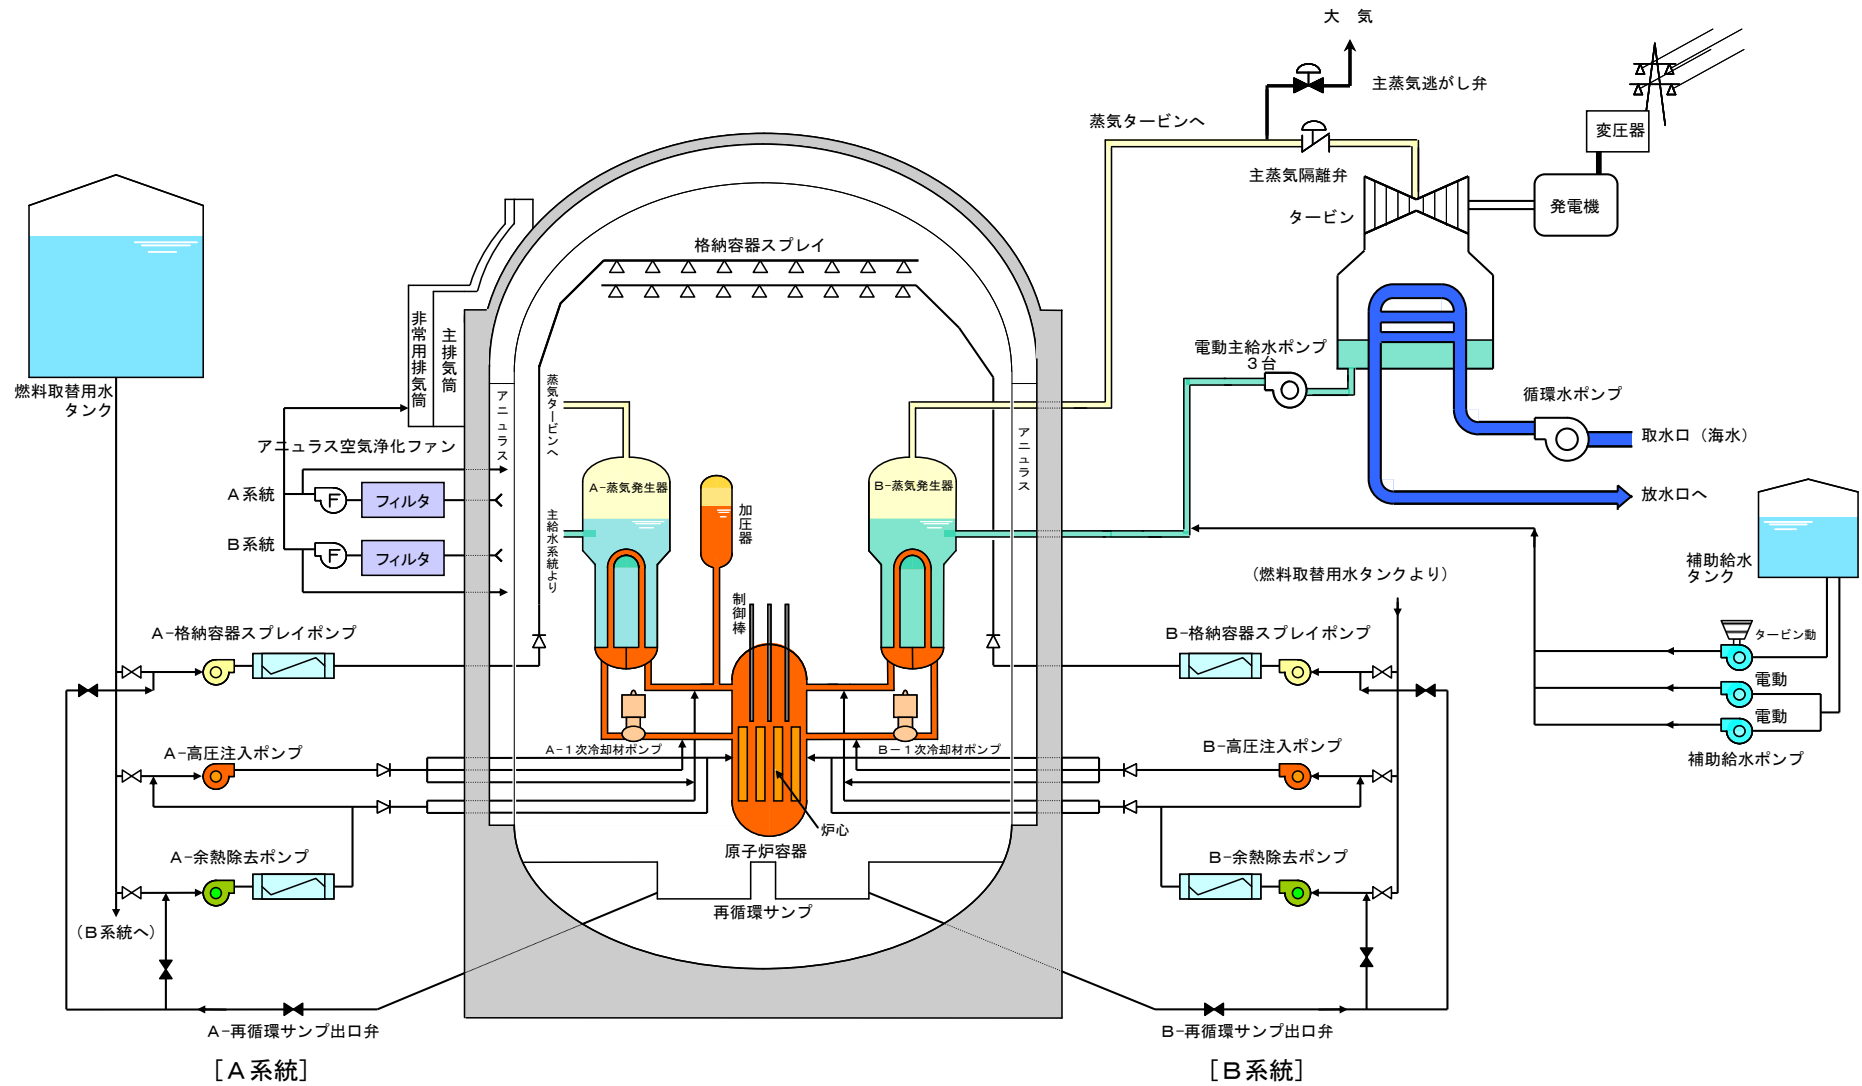 大　気
主蒸気逃がし弁
蒸気タービンへ
変圧器
主蒸気隔離弁
タービン
発電機
格納容器スプレイ
非常用排気筒
主排気筒
電動主給水ポンプ
３台
燃料取替用水
タンク
蒸気タービンへ
アニュラス
アニュラス
循環水ポンプ
取水口（海水）
アニュラス空気浄化ファン
A系統
F
フィルタ
A-蒸気発生器
B-蒸気発生器
放水口へ
加圧器
主給水系統より
B系統
F
フィルタ
補助給水
タンク
（燃料取替用水タンクより）
制御棒
A-格納容器スプレイポンプ
B-格納容器スプレイポンプ
タービン動
電動
電動
補助給水ポンプ
A-高圧注入ポンプ
A-１次冷却材ポンプ
B-１次冷却材ポンプ
B-高圧注入ポンプ
炉心
原子炉容器
A-余熱除去ポンプ
B-余熱除去ポンプ
再循環サンプ
（B系統へ）
A-再循環サンプ出口弁
B-再循環サンプ出口弁
［A系統］
［B系統］